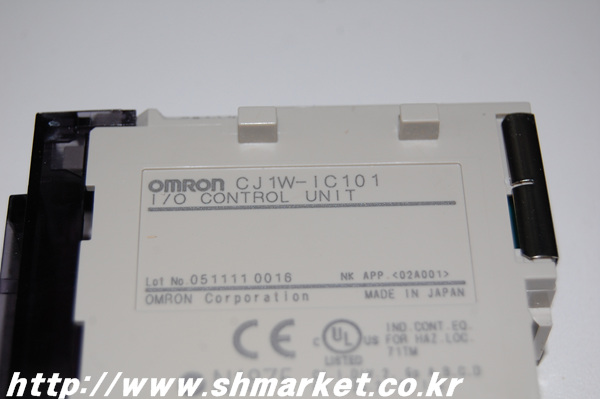 OMRON CJ1W-IC101
I/O CONTROL UNIT
Lot No. 051111 0016 NK APP.<02A001>
OMRON Corporation MADE IN JAPAN
CE C UL US IND.CONT.EQ.
LISTED FOR HAZ.LOC.
71TM
http://www.shmarket.co.kr